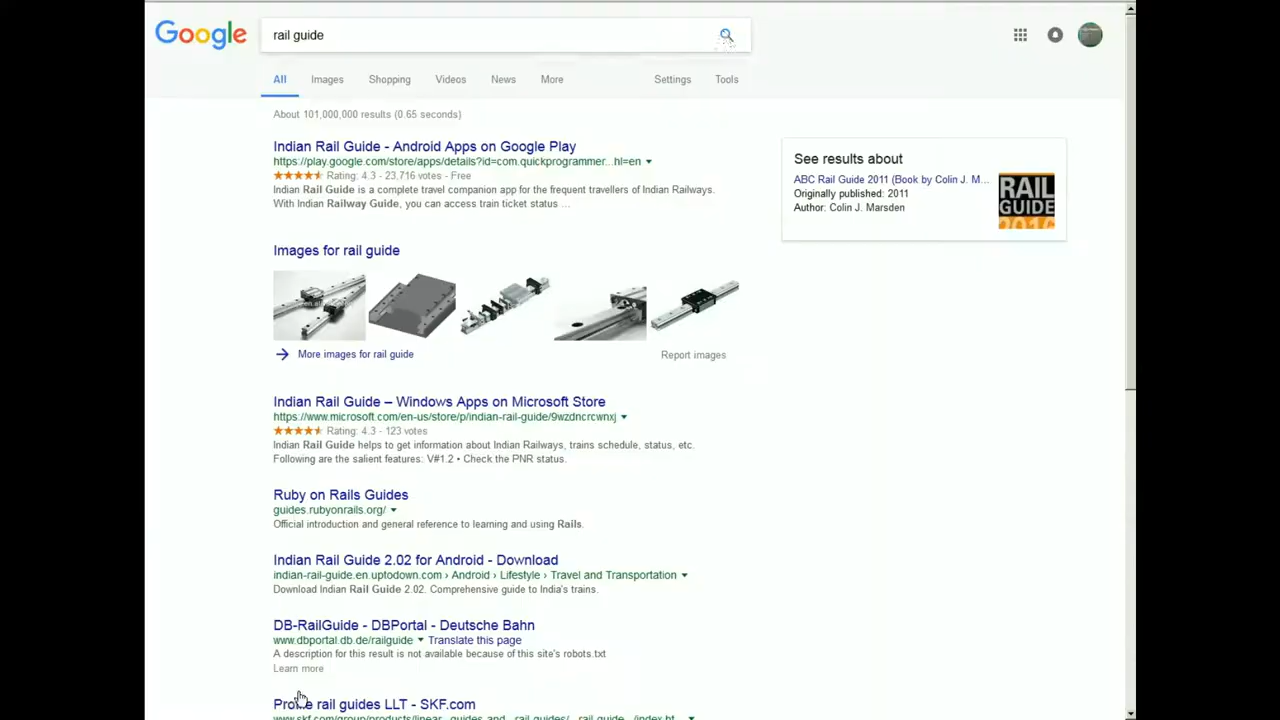 Google
rail guide
All Images Shopping Videos News More Settings Tools
About 101,000,000 results (0.65 seconds)
Indian Rail Guide - Android Apps on Google Play
https://play.google.com/store/apps/details?id=com.quickprogrammer...hl=en
Rating: 4.3 - 23,716 votes - Free
Indian Rail Guide is a complete travel companion app for the frequent travellers of Indian Railways.
With Indian Railway Guide, you can access train ticket status ...
See results about
ABC Rail Guide 2011 (Book by Colin J. M...
Originally published: 2011
Author: Colin J. Marsden
RAIL
GUIDE
2016
Images for rail guide
More images for rail guide
Report images
Indian Rail Guide – Windows Apps on Microsoft Store
https://www.microsoft.com/en-us/store/p/indian-rail-guide/9wzdncrcwnxj
Rating: 4.3 - 123 votes
Indian Rail Guide helps to get information about Indian Railways, trains schedule, status, etc.
Following are the salient features: V#1.2 • Check the PNR status.
Ruby on Rails Guides
guides.rubyonrails.org/
Official introduction and general reference to learning and using Rails.
Indian Rail Guide 2.02 for Android - Download
indian-rail-guide.en.uptodown.com › Android › Lifestyle › Travel and Transportation
Download Indian Rail Guide 2.02. Comprehensive guide to India's trains.
DB-RailGuide - DBPortal - Deutsche Bahn
www.dbportal.db.de/railguide Translate this page
A description for this result is not available because of this site's robots.txt
Learn more
Profile rail guides LLT - SKF.com